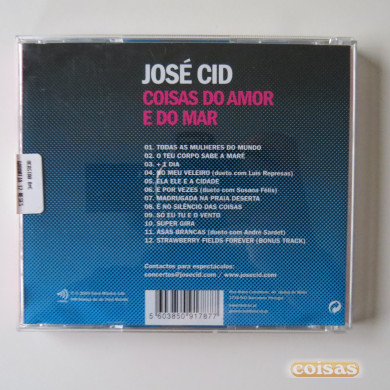 JOSÉ CID
COISAS DO AMOR
E DO MAR
01. TODAS AS MULHERES DO MUNDO
02. O TEU CORPO SABE A MARÉ
03. + 1 DIA
04. NO MEU VELEIRO (dueto com Luis Represas)
05. ELA ELE E A CIDADE
06. E POR VEZES (dueto com Susana Félix)
07. MADRUGADA NA PRAIA DESERTA
08. É NO SILÊNCIO DAS COISAS
09. SÓ EU TU E O VENTO
10. SUPER GIRA
11. ASAS BRANCAS (dueto com André Sardet)
12. STRAWBERRY FIELDS FOREVER (BONUS TRACK)
Contactos para espectáculos:
concertos@josecid.com www.josecid.com
5 603850 917877
coisas